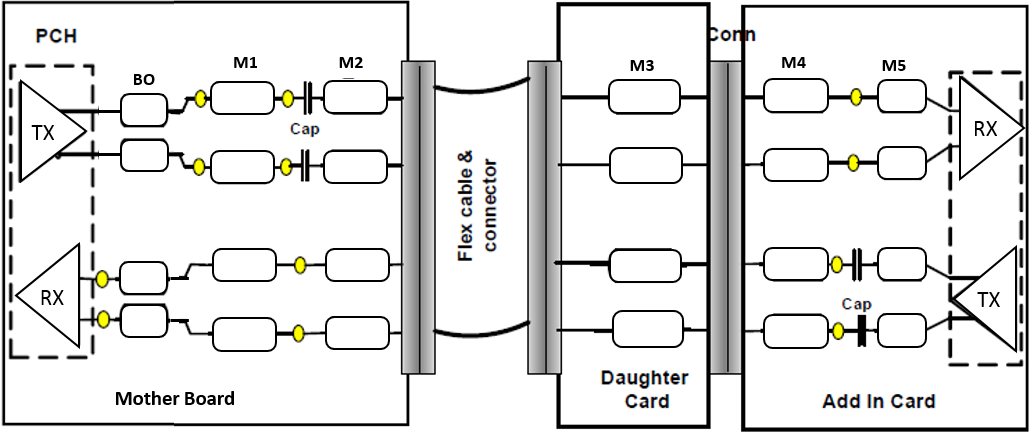 PCH
Conn
BO
M1
M2
M3
M4
M5
TX
Cap
RX
Flex cable &
connector
RX
TX
Cap
Mother Board
Daughter
Card
Add In Card